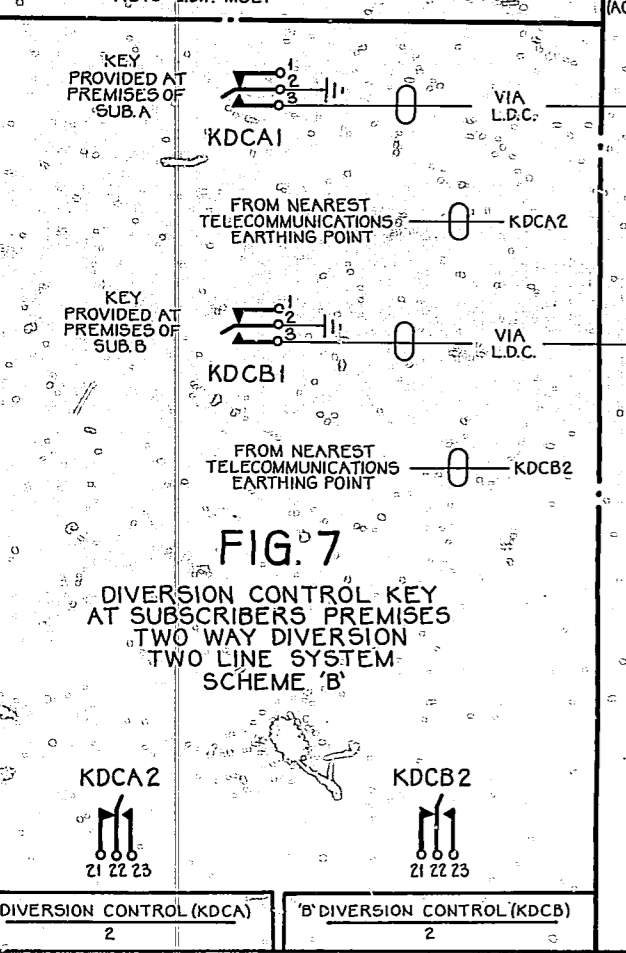 KEY
PROVIDED AT
PREMISES OF
SUB. A
1
2
3
KDCA1
VIA
L.D.C.
FROM NEAREST
TELECOMMUNICATIONS
EARTHING POINT
KDCA2
KEY
PROVIDED AT
PREMISES OF
SUB. B
1
2
3
KDCB1
VIA
L.D.C.
FROM NEAREST
TELECOMMUNICATIONS
EARTHING POINT
KDCB2
FIG. 7
DIVERSION CONTROL KEY
AT SUBSCRIBERS PREMISES
TWO WAY DIVERSION
TWO LINE SYSTEM
SCHEME 'B'
KDCA2
21 22 23
KDCB2
21 22 23
DIVERSION CONTROL (KDCA)
2
'B' DIVERSION CONTROL (KDCB)
2